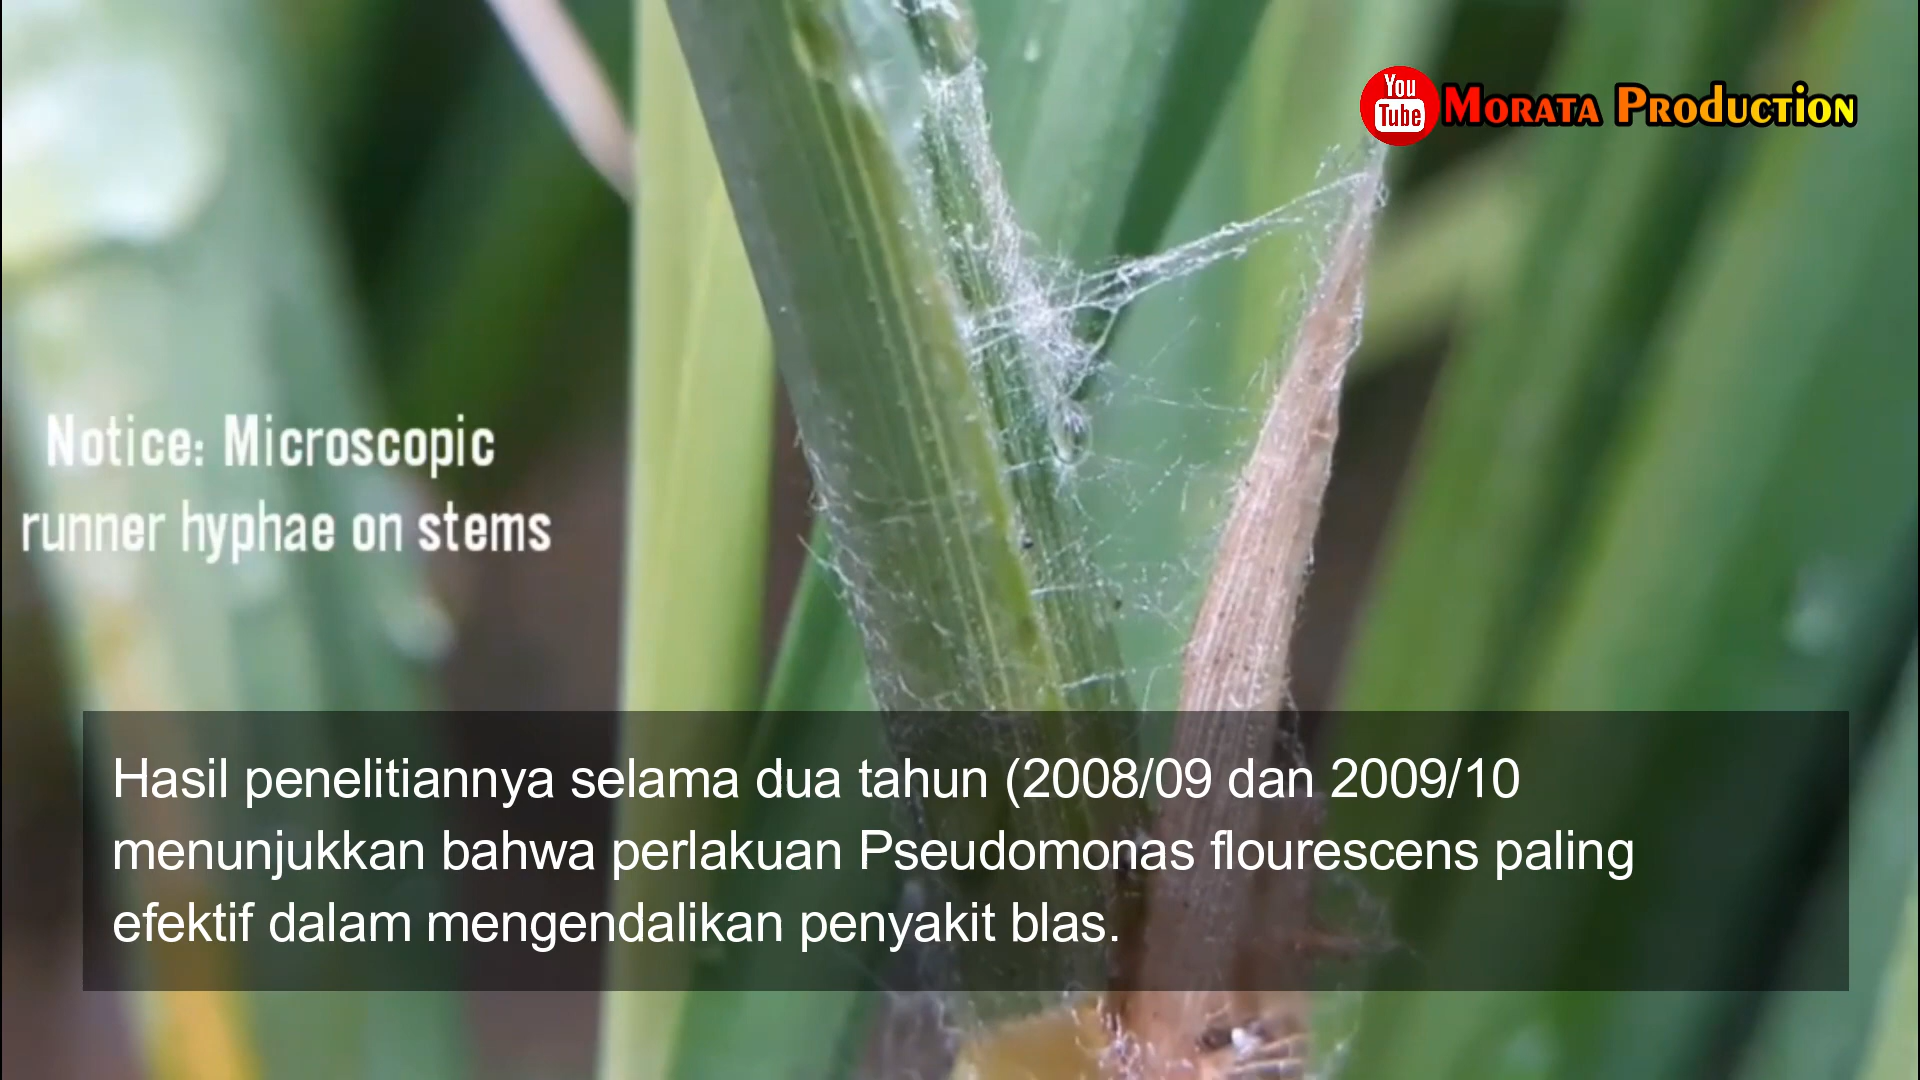 You
Tube
Morata Production
Notice: Microscopic
runner hyphae on stems
Hasil penelitiannya selama dua tahun (2008/09 dan 2009/10
menunjukkan bahwa perlakuan Pseudomonas flourescens paling
efektif dalam mengendalikan penyakit blas.